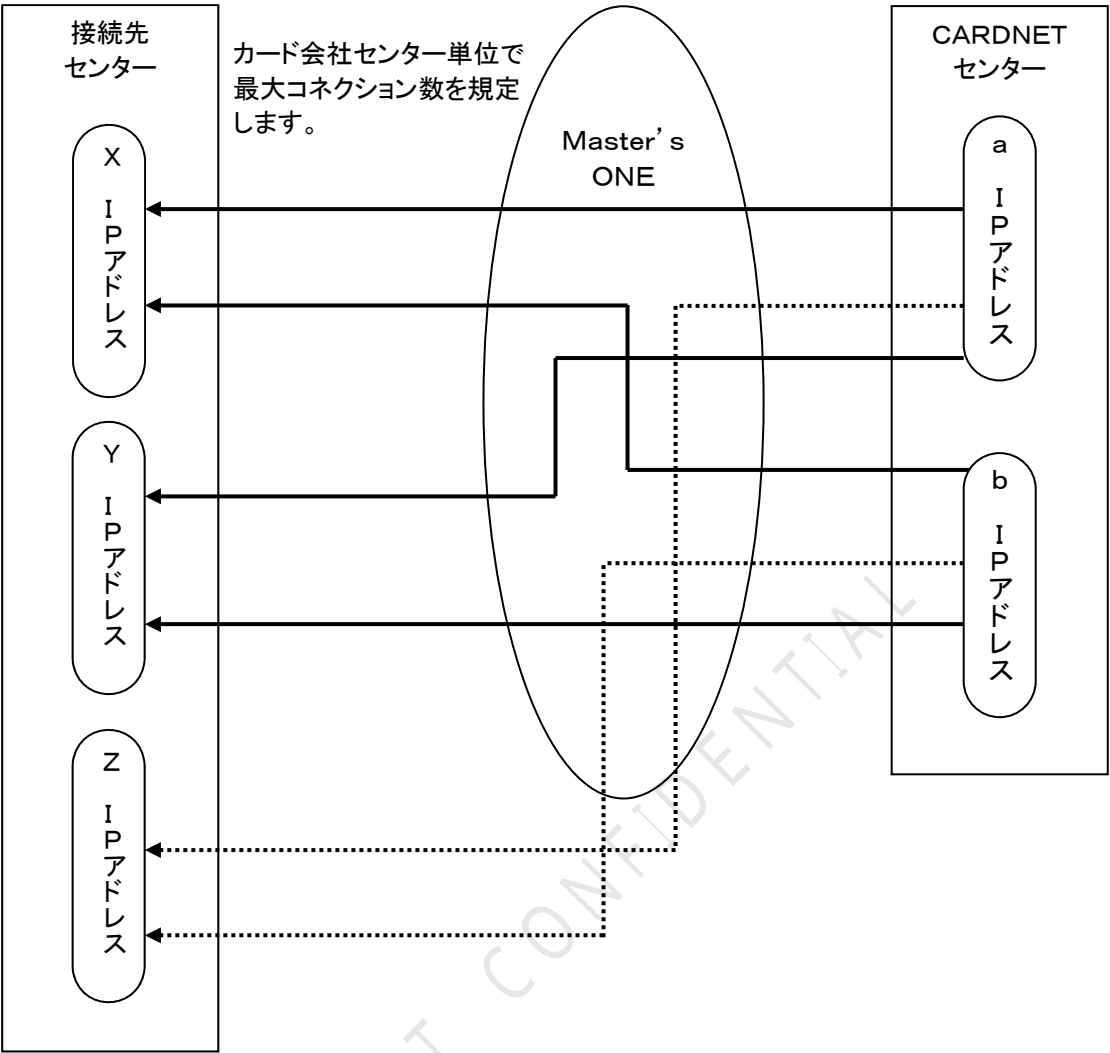 接続先
センター
カード会社センター単位で
最大コネクション数を規定
します。
Master’s
ONE
CARDNET
センター
X IPアドレス
Y IPアドレス
Z IPアドレス
a IPアドレス
b IPアドレス
CONFIDENTIAL